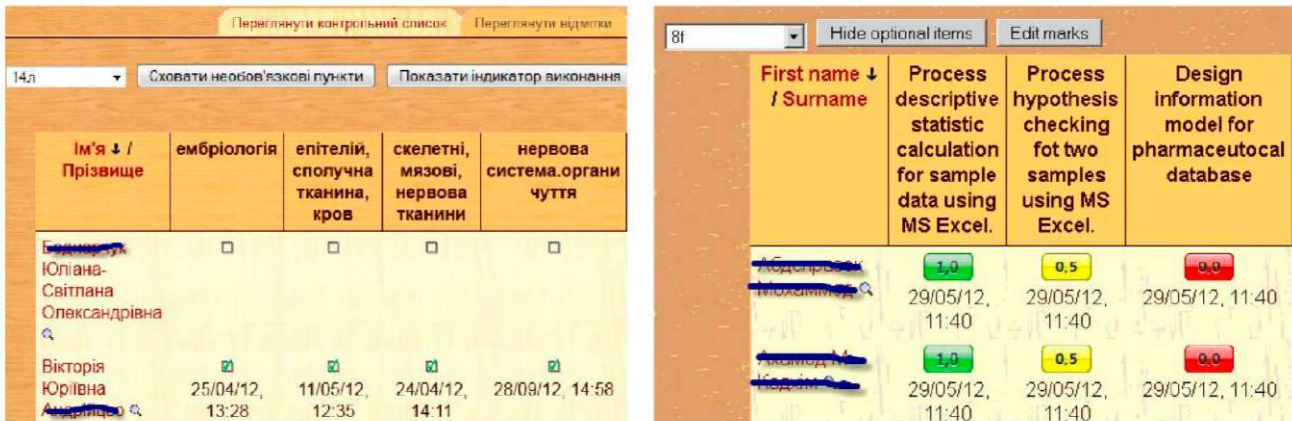 Переглянути контрольний список
Переглянути відмітки
14л
Сховати необов'язкові пункти
Показати індикатор виконання
Ім'я ↓ /
Прізвище
ембріологія
епітелій,
сполучна
тканина,
кров
скелетні,
мязові,
нервова
тканини
нервова
система.органи
чуття
Юліана-
Світлана
Олександрівна
Вікторія
Юріївна
25/04/12,
13:28
11/05/12,
12:35
24/04/12,
14:11
28/09/12, 14:58
8f
Hide optional items
Edit marks
First name ↓
/ Surname
Process
descriptive
statistic
calculation
for sample
data using
MS Excel.
Process
hypothesis
checking
fot two
samples
using MS
Excel.
Design
information
model for
pharmaceutocal
database
1,0
29/05/12,
11:40
0,5
29/05/12,
11:40
0,0
29/05/12, 11:40
1,0
29/05/12,
11:40
0,5
29/05/12,
11:40
0,0
29/05/12, 11:40